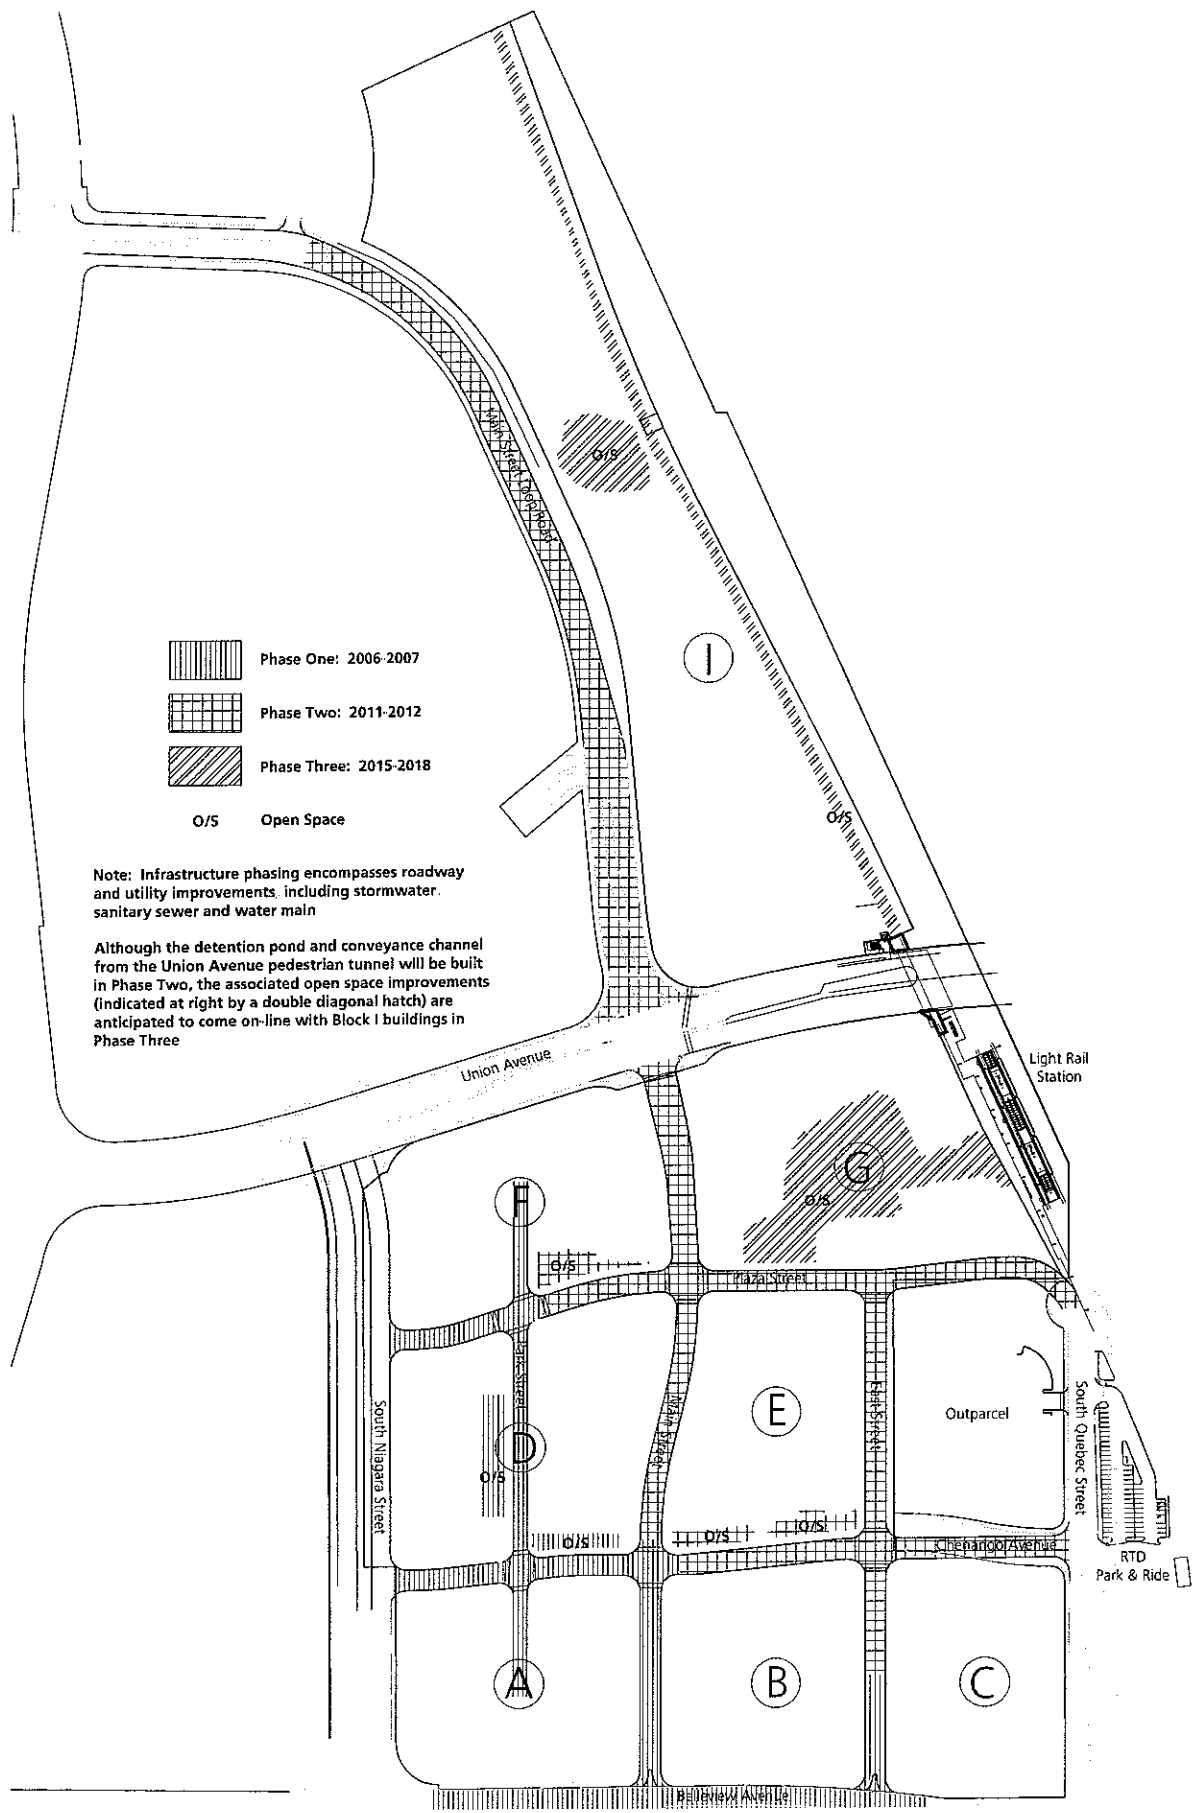 Main Street Loop Road
O/S
I
Phase One: 2006-2007
Phase Two: 2011-2012
Phase Three: 2015-2018
O/S Open Space
O/S
Note: Infrastructure phasing encompasses roadway
and utility improvements, including stormwater,
sanitary sewer and water main
Although the detention pond and conveyance channel
from the Union Avenue pedestrian tunnel will be built
in Phase Two, the associated open space improvements
(indicated at right by a double diagonal hatch) are
anticipated to come on-line with Block I buildings in
Phase Three
Union Avenue
Light Rail
Station
G
F
O/S
O/S
Plaza Street
Park Street
South Niagara Street
Main Street
E
East Street
Outparcel
South Quebec Street
D
O/S
O/S
O/S
O/S
Chenango Avenue
RTD
Park & Ride
A
B
C
Belleview Avenue